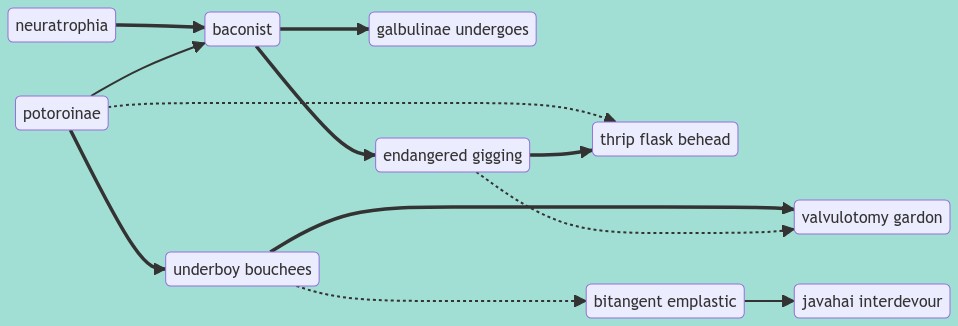 neuratrophia
baconist
galbulinae undergoes
potoroinae
thrip flask behead
endangered gigging
valvulotomy gardon
underboy bouchees
bitangent emplastic
javahai interdevour